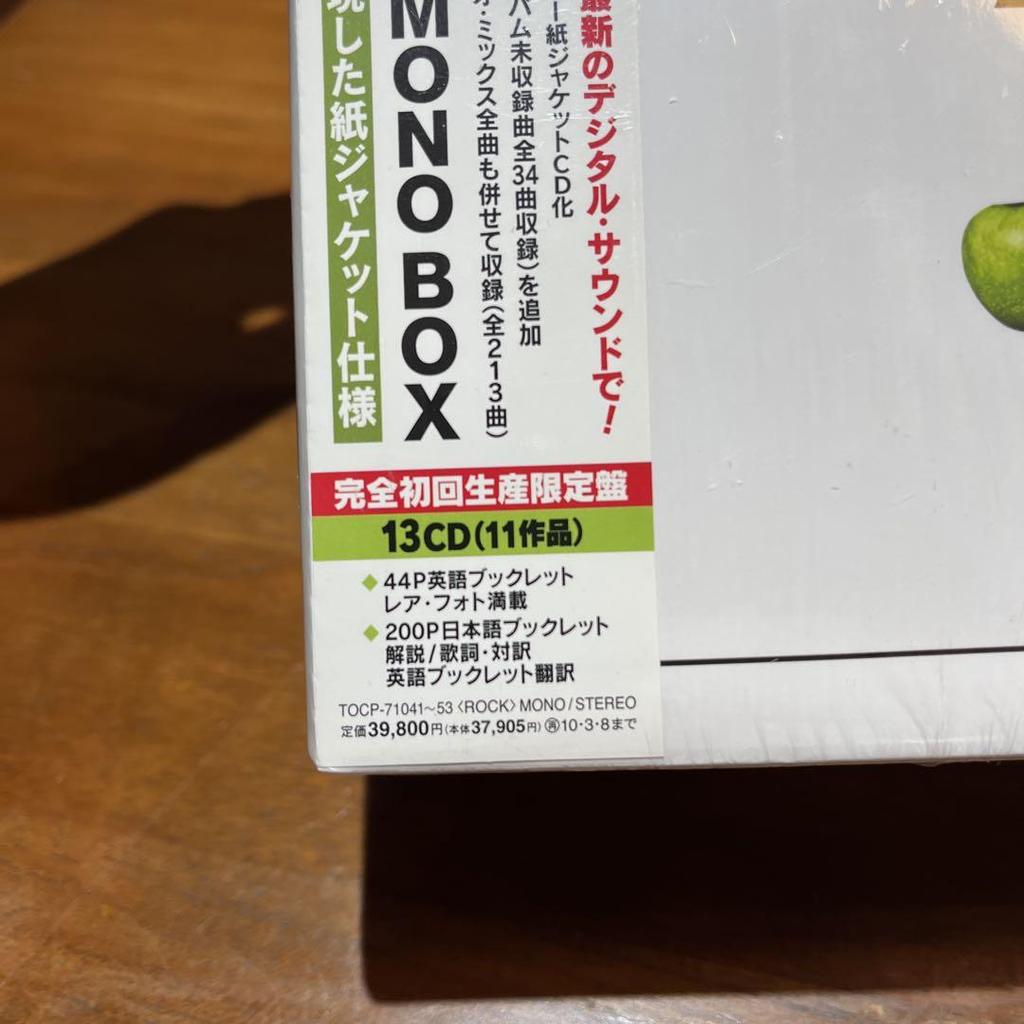 最新のデジタル・サウンドで!
ー紙ジャケットCD化
バム未収録曲全34曲収録)を追加
オ・ミックス全曲も併せて収録(全213曲)
MONO BOX
現した紙ジャケット仕様
完全初回生産限定盤
13CD(11作品)
◆44P英語ブックレット
レア・フォト満載
◆200P日本語ブックレット
解説/歌詞・対訳
英語ブックレット翻訳
TOCP-71041~53〈ROCK〉MONO/STEREO
定価39,800円(本体37,905円) ㊢10・3・8まで